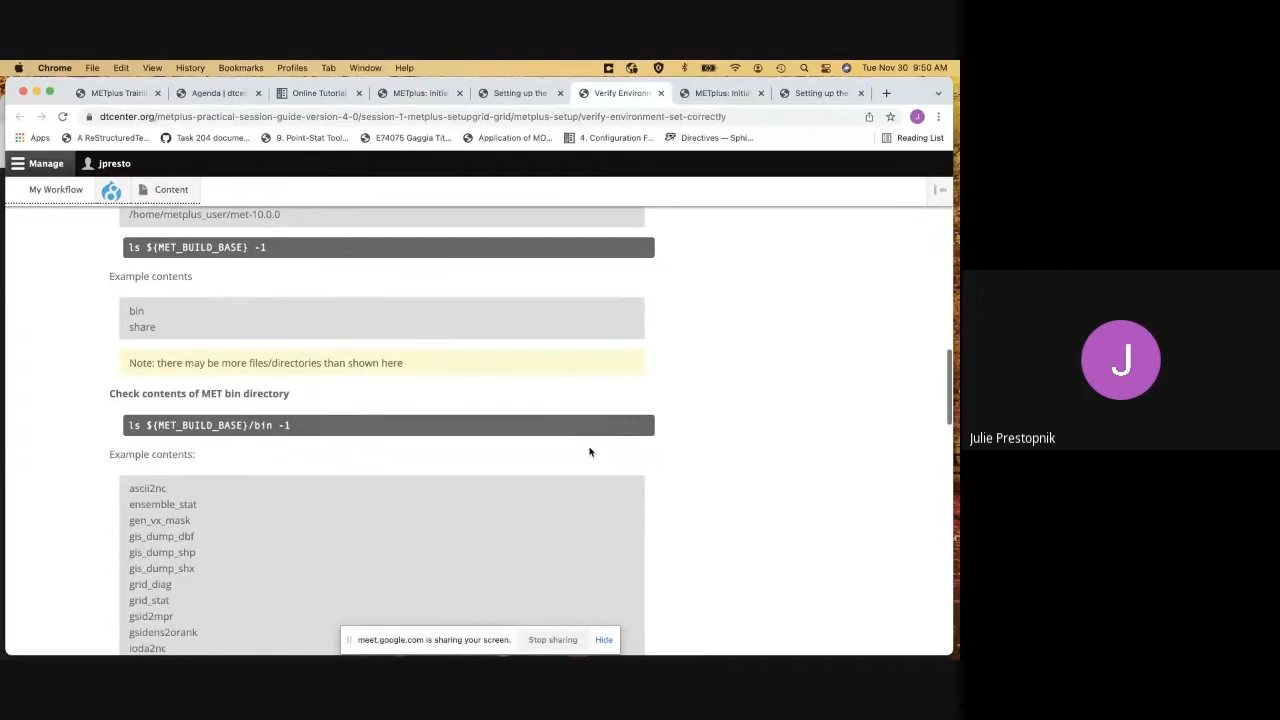 Chrome File Edit View History Bookmarks Profiles Tab Window Help Tue Nov 30 9:50 AM
METplus Traini Agenda | dtce Online Tutorial METplus: Initia Setting up the Verify Environ METplus: Initia Setting up the
dtcenter.org/metplus-practical-session-guide-version-4-0/session-1-metplus-setupgrid-grid/metplus-setup/verify-environment-set-correctly
Apps A ReStructuredTe... Task 204 docume... 9. Point-Stat Tool... E74075 Gaggia Tit... Application of MO... 4. Configuration F... Directives — Sphi... Reading List
Manage jpresto
My Workflow Content
/home/metplus_user/met-10.0.0
ls ${MET_BUILD_BASE} -1
Example contents
bin
share
Note: there may be more files/directories than shown here
Check contents of MET bin directory
ls ${MET_BUILD_BASE}/bin -1
Example contents:
ascii2nc
ensemble_stat
gen_vx_mask
gis_dump_dbf
gis_dump_shp
gis_dump_shx
grid_diag
grid_stat
gsid2mpr
gsidens2orank
ioda2nc
meet.google.com is sharing your screen. Stop sharing Hide
J
Julie Prestopnik